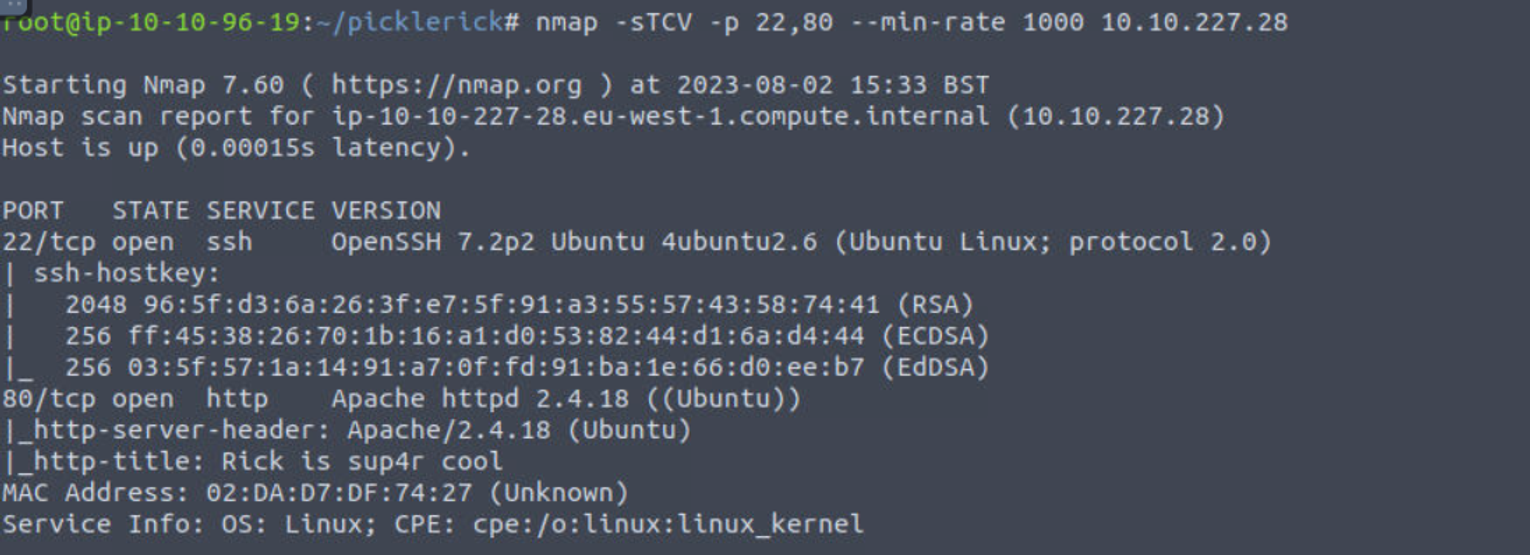 root@ip-10-10-96-19:~/picklerick# nmap -sTCV -p 22,80 --min-rate 1000 10.10.227.28
Starting Nmap 7.60 ( https://nmap.org ) at 2023-08-02 15:33 BST
Nmap scan report for ip-10-10-227-28.eu-west-1.compute.internal (10.10.227.28)
Host is up (0.00015s latency).
PORT   STATE SERVICE VERSION
22/tcp open  ssh     OpenSSH 7.2p2 Ubuntu 4ubuntu2.6 (Ubuntu Linux; protocol 2.0)
| ssh-hostkey:
|   2048 96:5f:d3:6a:26:3f:e7:5f:91:a3:55:57:43:58:74:41 (RSA)
|   256 ff:45:38:26:70:1b:16:a1:d0:53:82:44:d1:6a:d4:44 (ECDSA)
|_  256 03:5f:57:1a:14:91:a7:0f:fd:91:ba:1e:66:d0:ee:b7 (EdDSA)
80/tcp open  http    Apache httpd 2.4.18 ((Ubuntu))
|_http-server-header: Apache/2.4.18 (Ubuntu)
|_http-title: Rick is sup4r cool
MAC Address: 02:DA:D7:DF:74:27 (Unknown)
Service Info: OS: Linux; CPE: cpe:/o:linux:linux_kernel